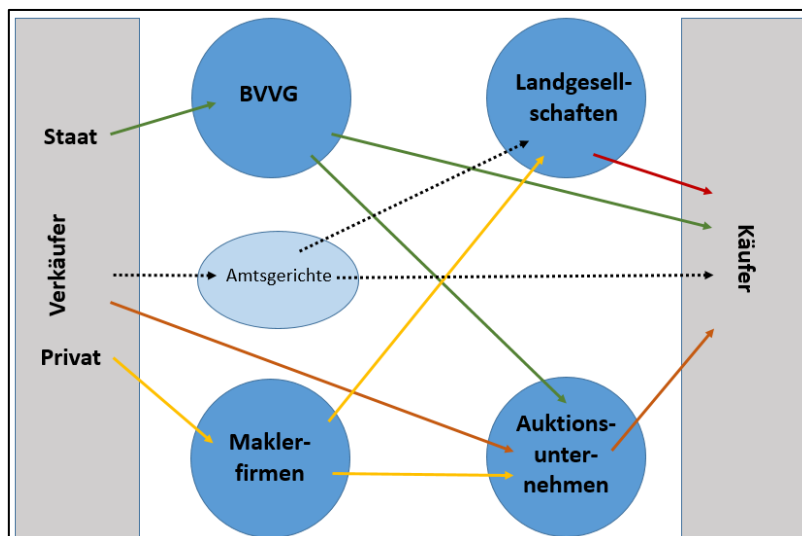 BVVG
Landgesell-
schaften
Staat
Verkäufer
Amtsgerichte
Käufer
Privat
Makler-
firmen
Auktions-
unter-
nehmen